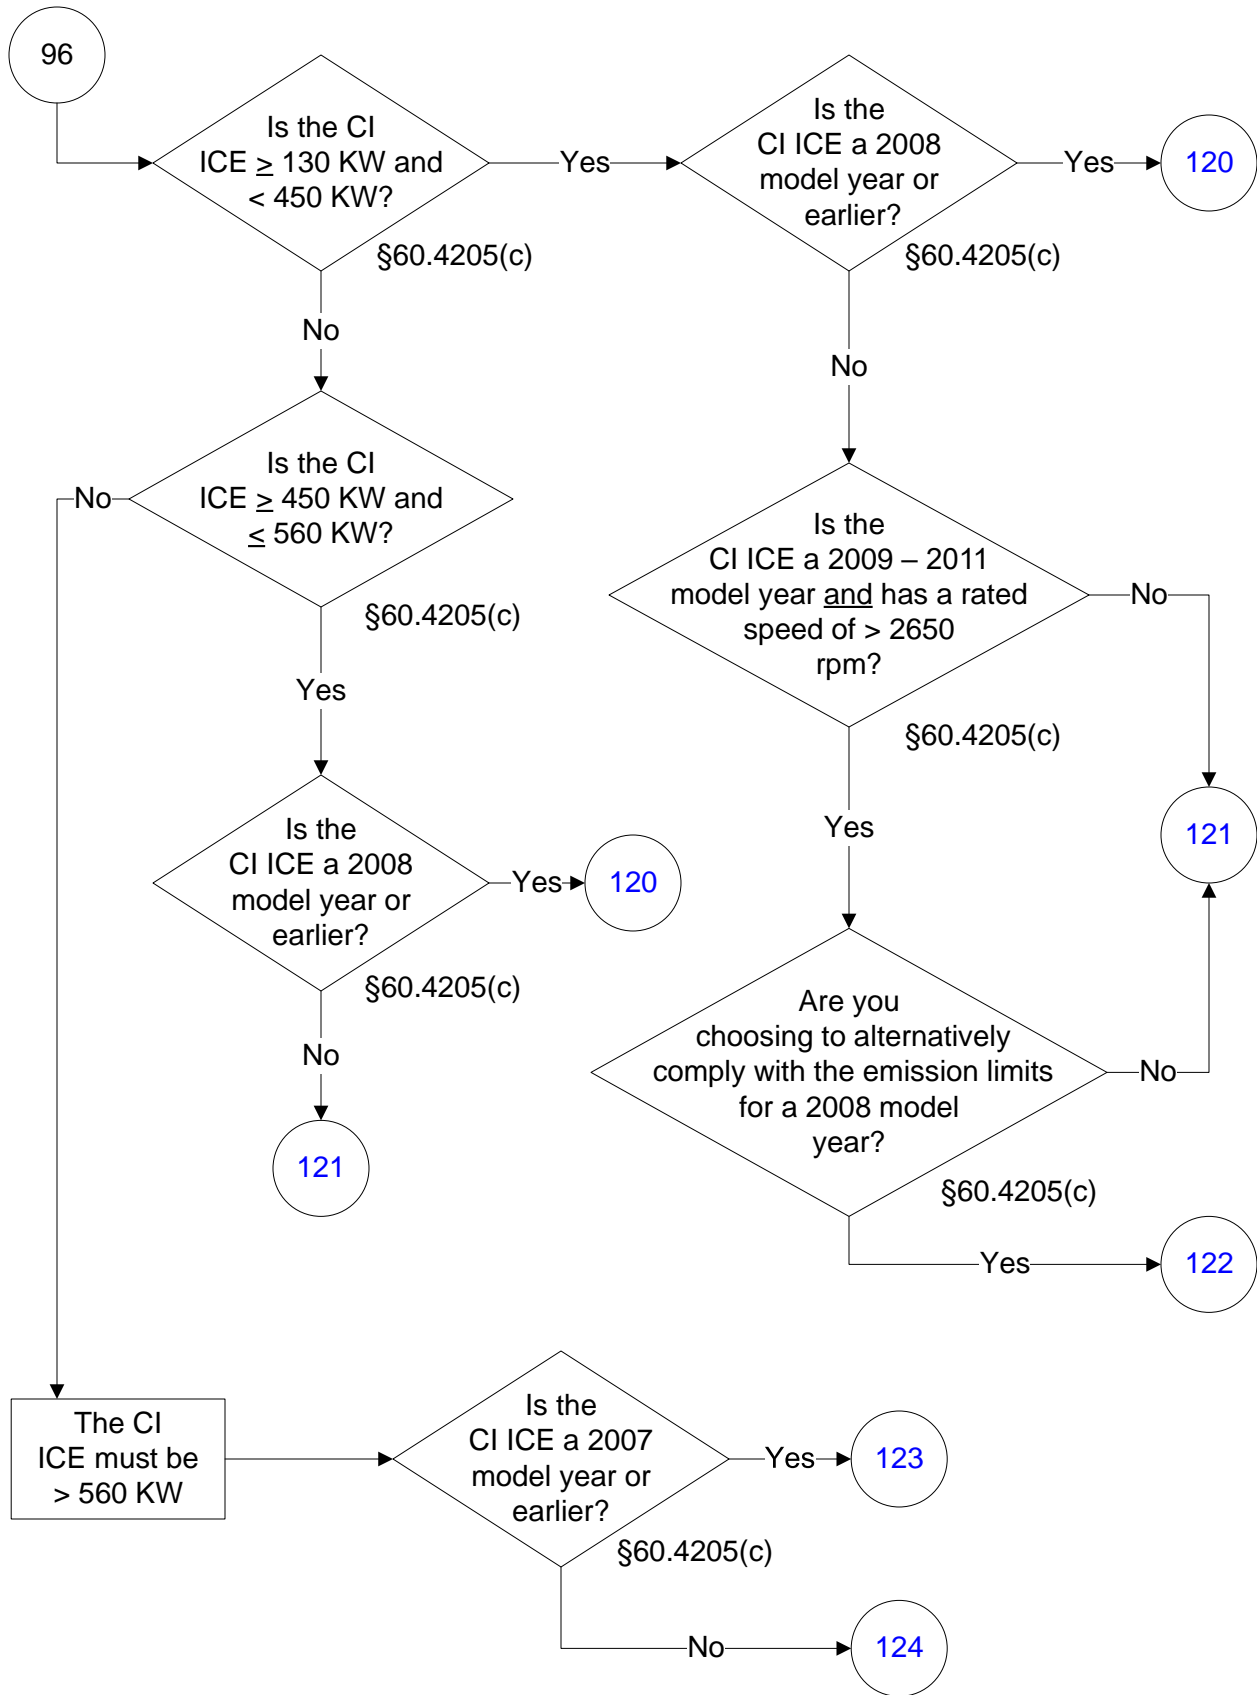 96
Is the CI
ICE ≥ 130 KW and
< 450 KW?
§60.4205(c)
Yes
Is the
CI ICE a 2008
model year or
earlier?
§60.4205(c)
Yes
120
No
No
Is the CI
ICE ≥ 450 KW and
≤ 560 KW?
§60.4205(c)
No
Is the
CI ICE a 2009 – 2011
model year and has a rated
speed of > 2650
rpm?
§60.4205(c)
No
Yes
Yes
121
Is the
CI ICE a 2008
model year or
earlier?
§60.4205(c)
Yes
120
No
121
Are you
choosing to alternatively
comply with the emission limits
for a 2008 model
year?
§60.4205(c)
No
Yes
122
The CI
ICE must be
> 560 KW
Is the
CI ICE a 2007
model year or
earlier?
§60.4205(c)
Yes
123
No
124